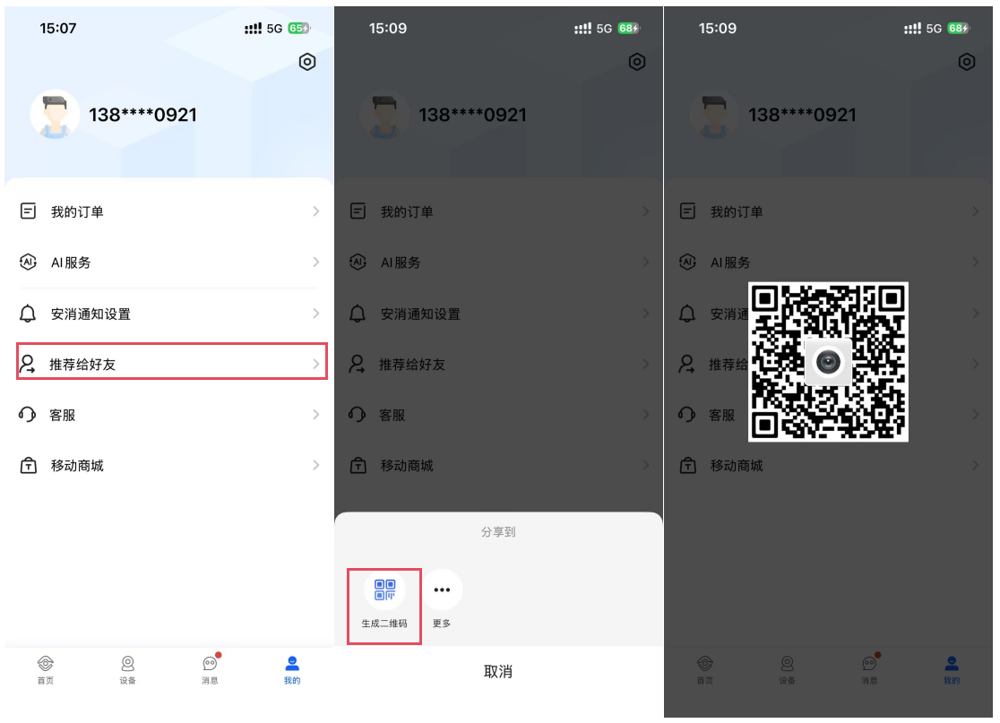 15:07
5G
65
138****0921
我的订单
AI服务
安消通知设置
推荐给好友
客服
移动商城
首页
设备
消息
我的
15:09
5G
68
138****0921
我的订单
AI服务
安消通知设置
推荐给好友
客服
移动商城
分享到
生成二维码
更多
取消
15:09
5G
68
138****0921
我的订单
AI服务
安消通
推荐给
客服
移动商城
首页
设备
消息
我的